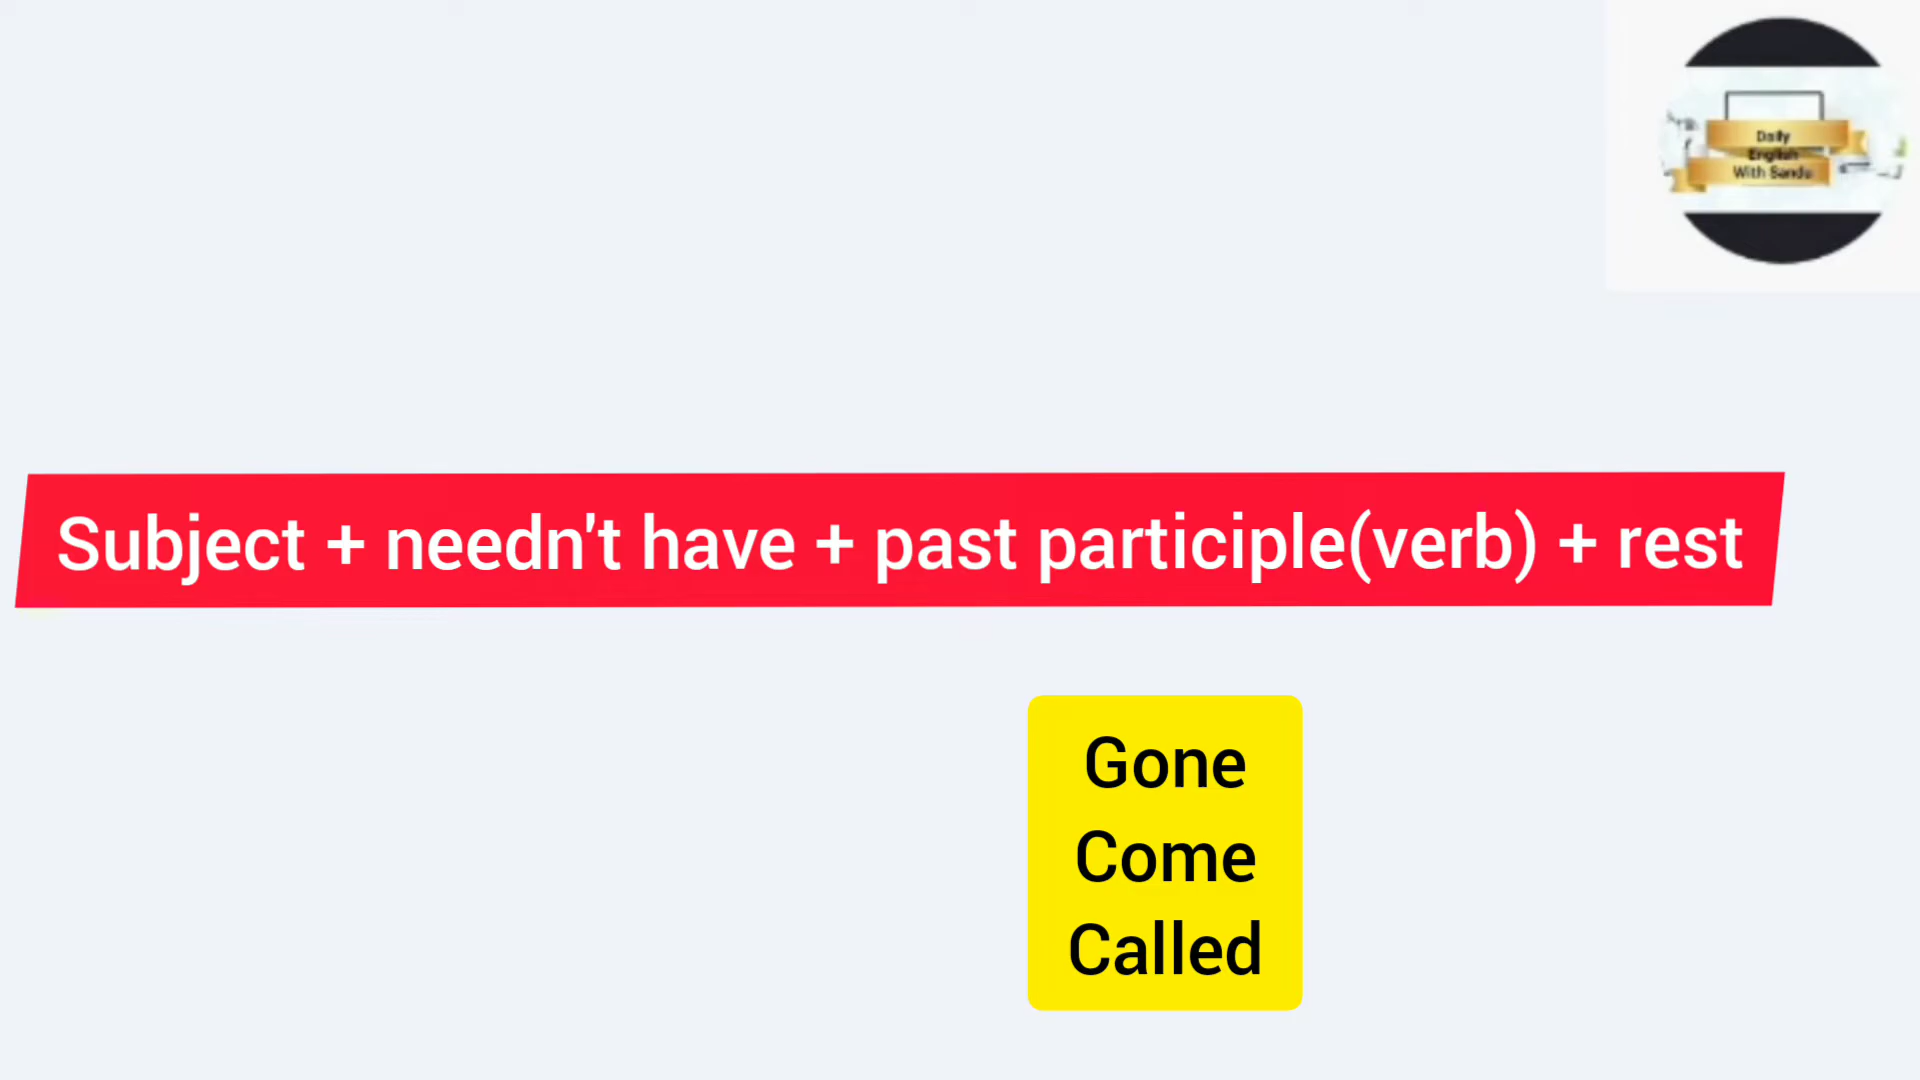 Daily
English
With Sandu
Subject + needn't have + past participle(verb) + rest
Gone
Come
Called